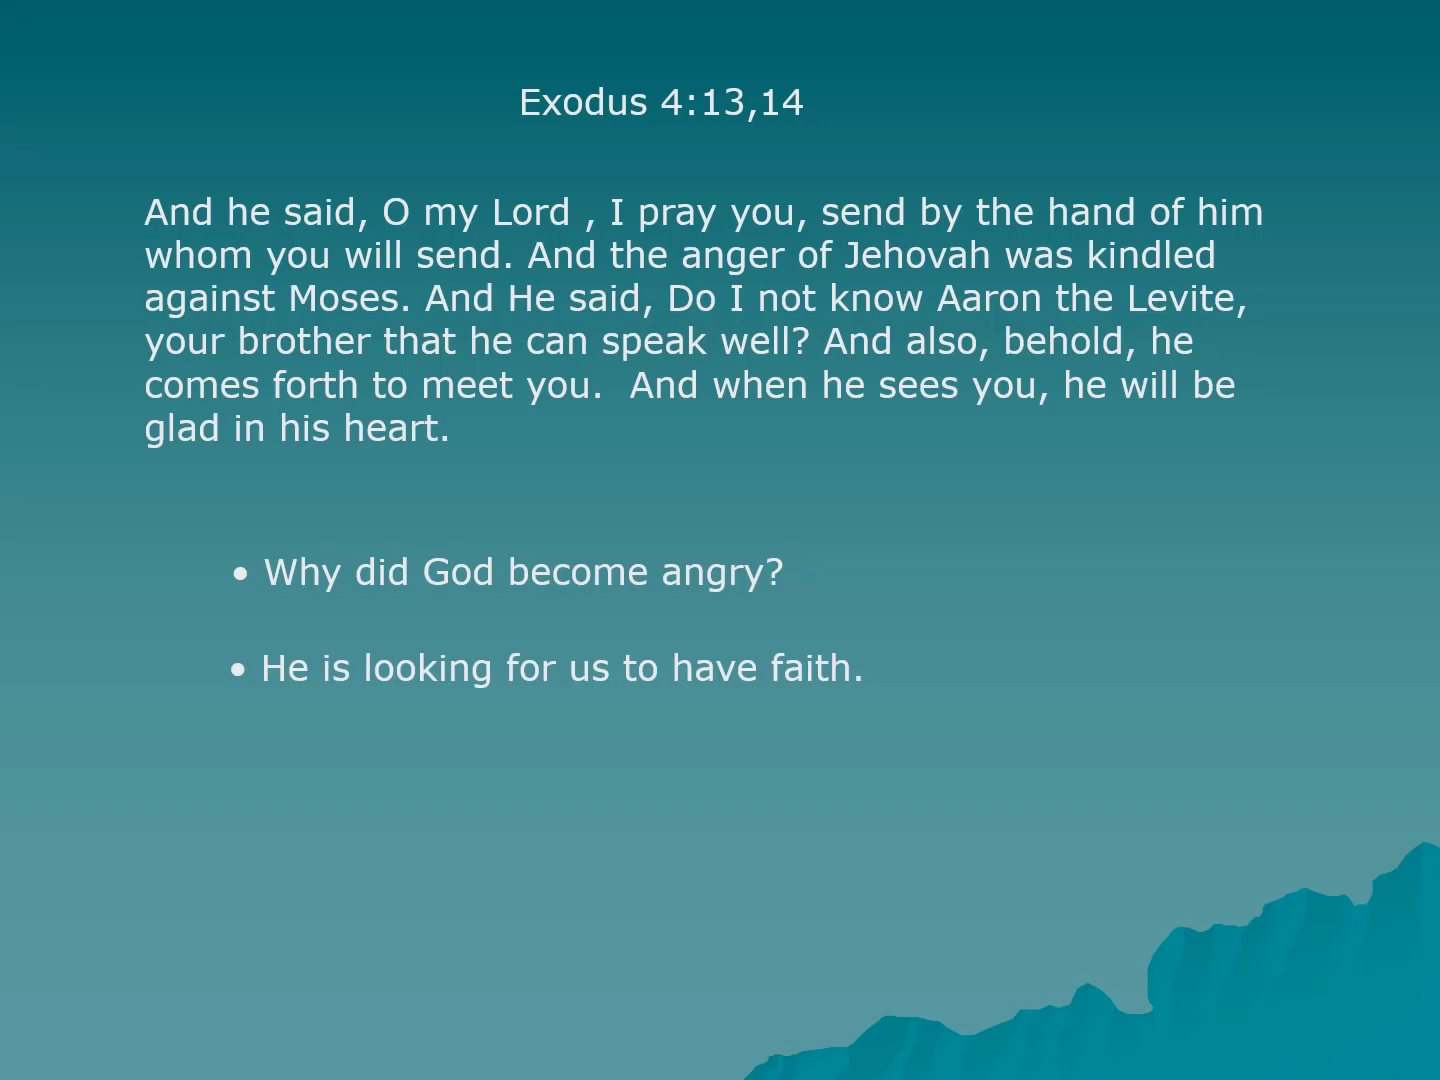 Exodus 4:13,14
And he said, O my Lord , I pray you, send by the hand of him
whom you will send. And the anger of Jehovah was kindled
against Moses. And He said, Do I not know Aaron the Levite,
your brother that he can speak well? And also, behold, he
comes forth to meet you.  And when he sees you, he will be
glad in his heart.
• Why did God become angry?
• He is looking for us to have faith.